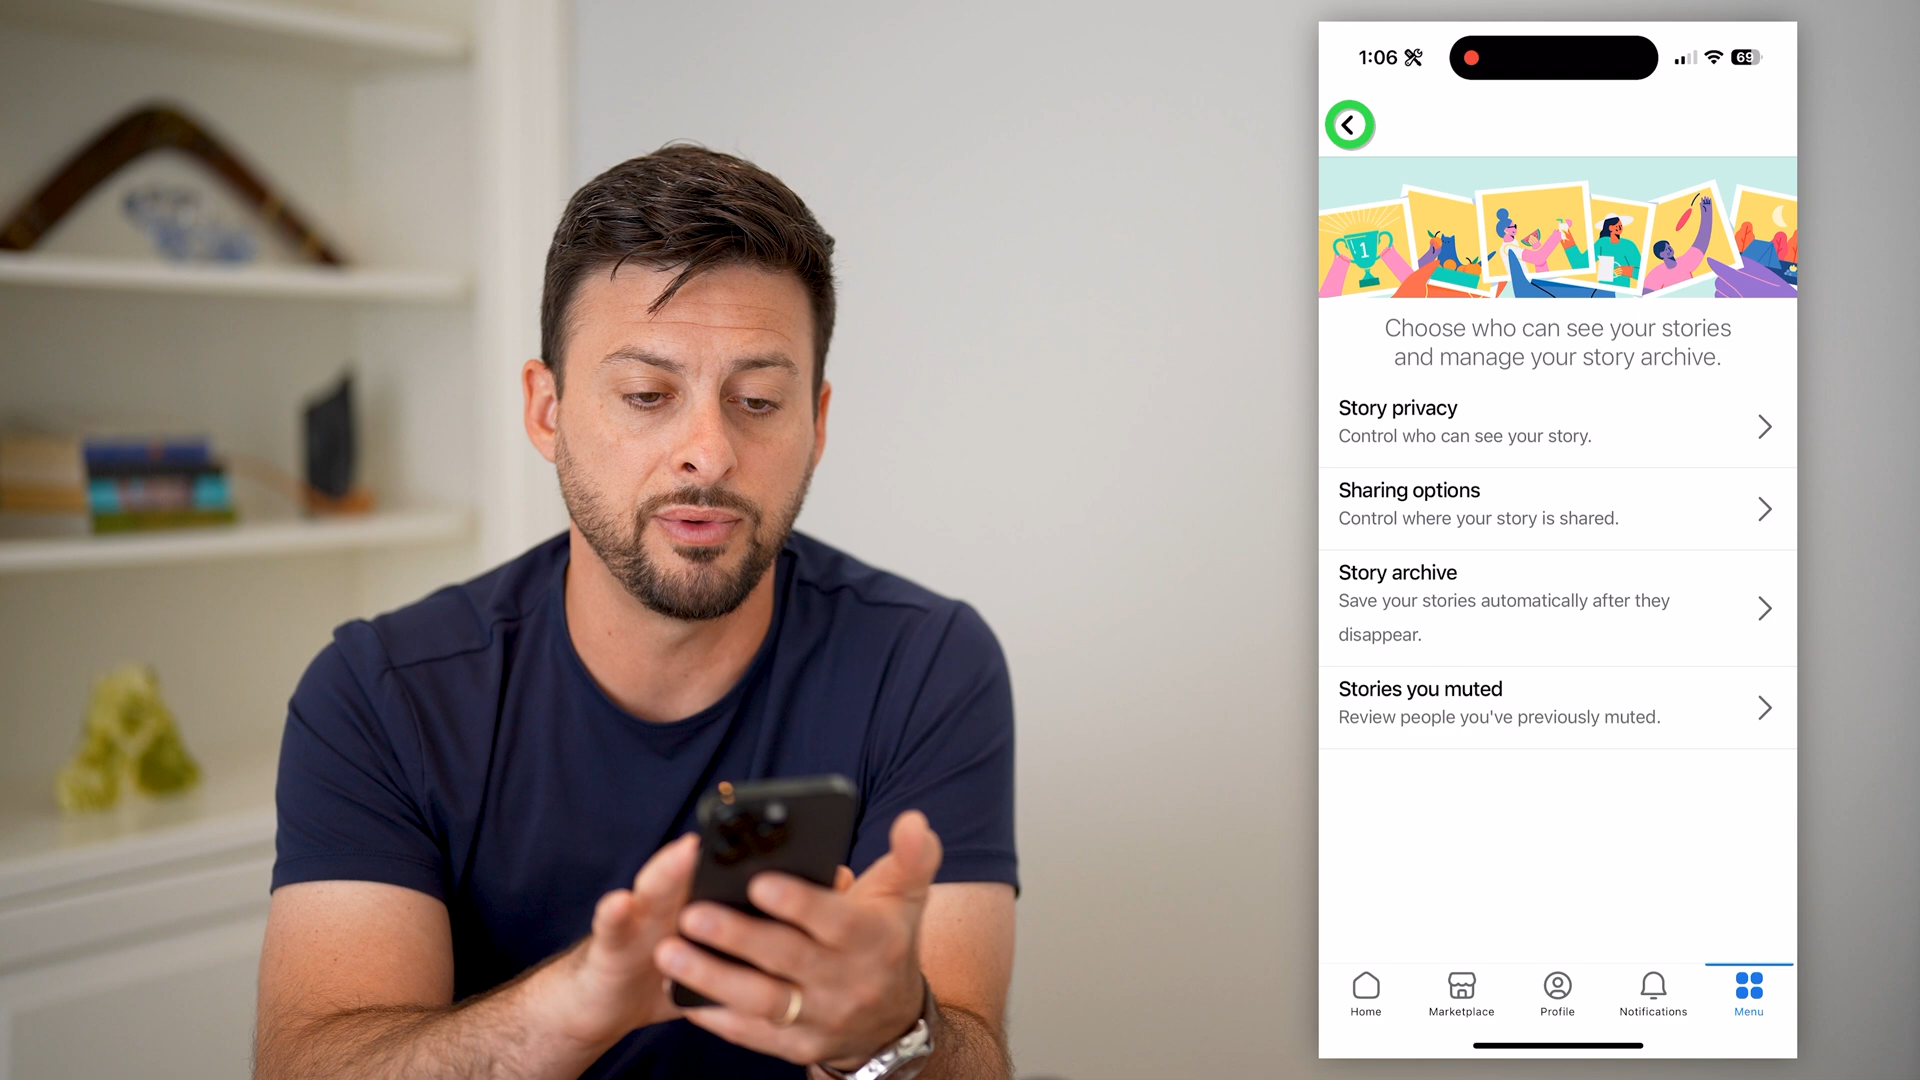 1:06
69
1
Choose who can see your stories
and manage your story archive.
Story privacy
Control who can see your story.
Sharing options
Control where your story is shared.
Story archive
Save your stories automatically after they
disappear.
Stories you muted
Review people you've previously muted.
Home
Marketplace
Profile
Notifications
Menu